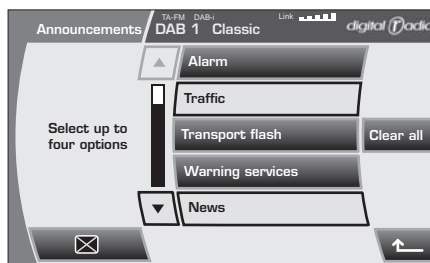 Announcements
TA-FM DAB-i
DAB 1 Classic
Link
digital radio
Alarm
Traffic
Select up to
four options
Transport flash
Clear all
Warning services
News